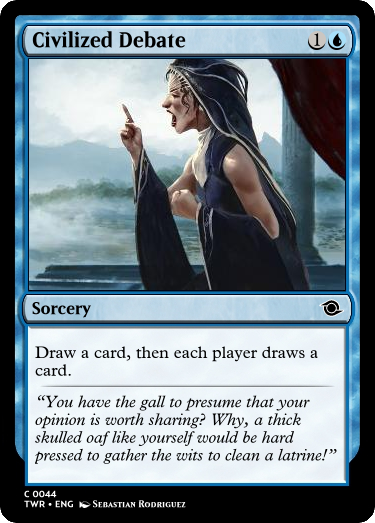 Civilized Debate 1
Sorcery
Draw a card, then each player draws a
card.
“You have the gall to presume that your
opinion is worth sharing? Why, a thick
skulled oaf like yourself would be hard
pressed to gather the wits to clean a latrine!”
C 0044
TWR • ENG Sebastian Rodriguez